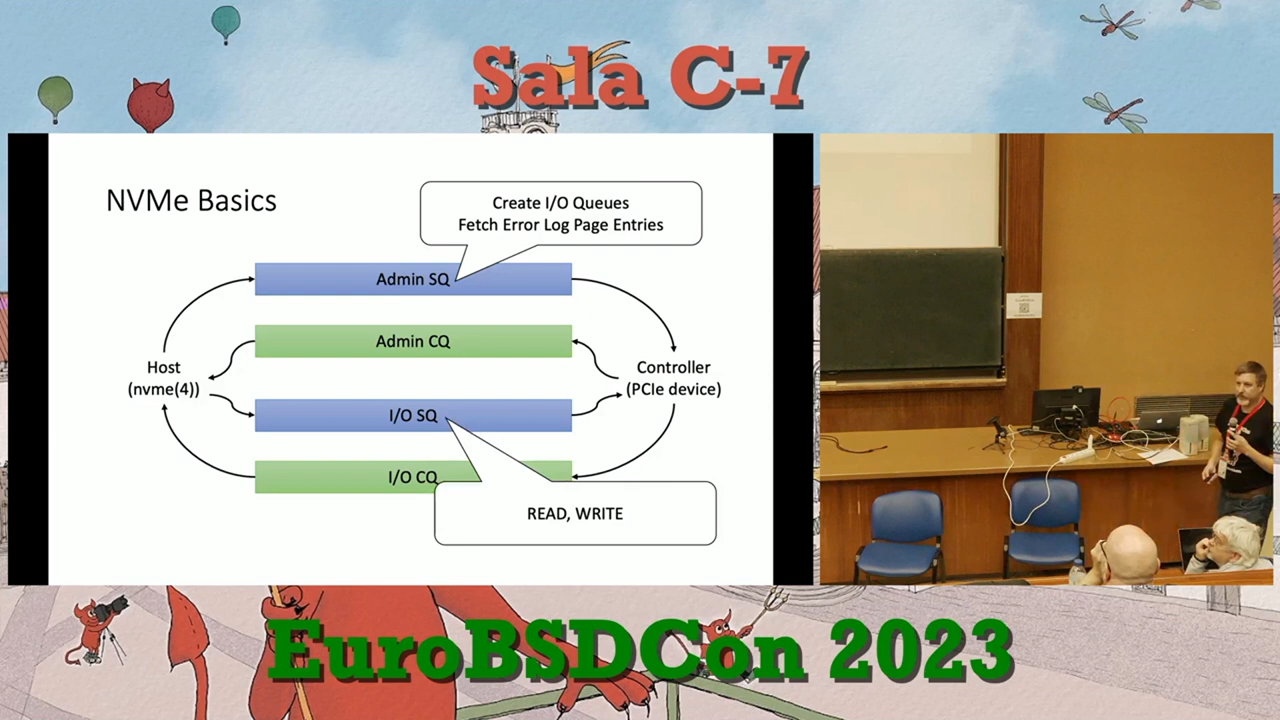 Sala C-7
NVMe Basics
Create I/O Queues
Fetch Error Log Page Entries
Admin SQ
Admin CQ
Host
(nvme(4))
Controller
(PCIe device)
I/O SQ
I/O CQ
READ, WRITE
EuroBSDCon 2023